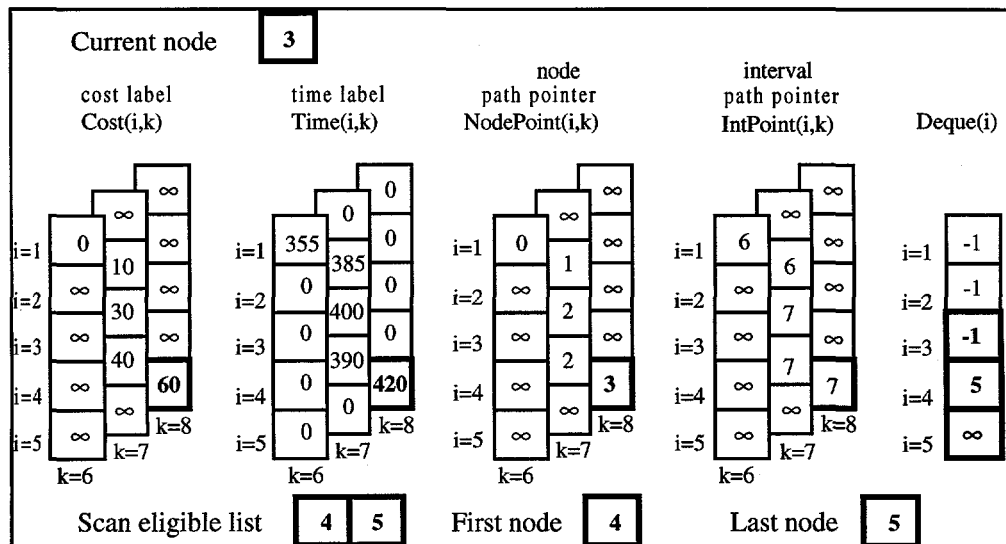 Current node 3
node interval
cost label time label path pointer path pointer
Cost(i,k) Time(i,k) NodePoint(i,k) IntPoint(i,k) Deque(i)
∞ 0 ∞ ∞
∞ 0 ∞ ∞
i=1 0 ∞ i=1 355 0 i=1 0 ∞ i=1 6 ∞ i=1 -1
10 385 1 6
i=2 ∞ ∞ i=2 0 0 i=2 ∞ ∞ i=2 ∞ ∞ i=2 -1
30 400 2 7
i=3 ∞ ∞ i=3 0 0 i=3 ∞ ∞ i=3 ∞ ∞ i=3 -1
40 390 2 7
i=4 ∞ 60 i=4 0 420 i=4 ∞ 3 i=4 ∞ 7 i=4 5
∞ 0 ∞ ∞
k=8 k=8 k=8 k=8
i=5 ∞ i=5 0 i=5 ∞ i=5 ∞ i=5 ∞
k=7 k=7 k=7 k=7
k=6 k=6 k=6 k=6
Scan eligible list 4 5 First node 4 Last node 5